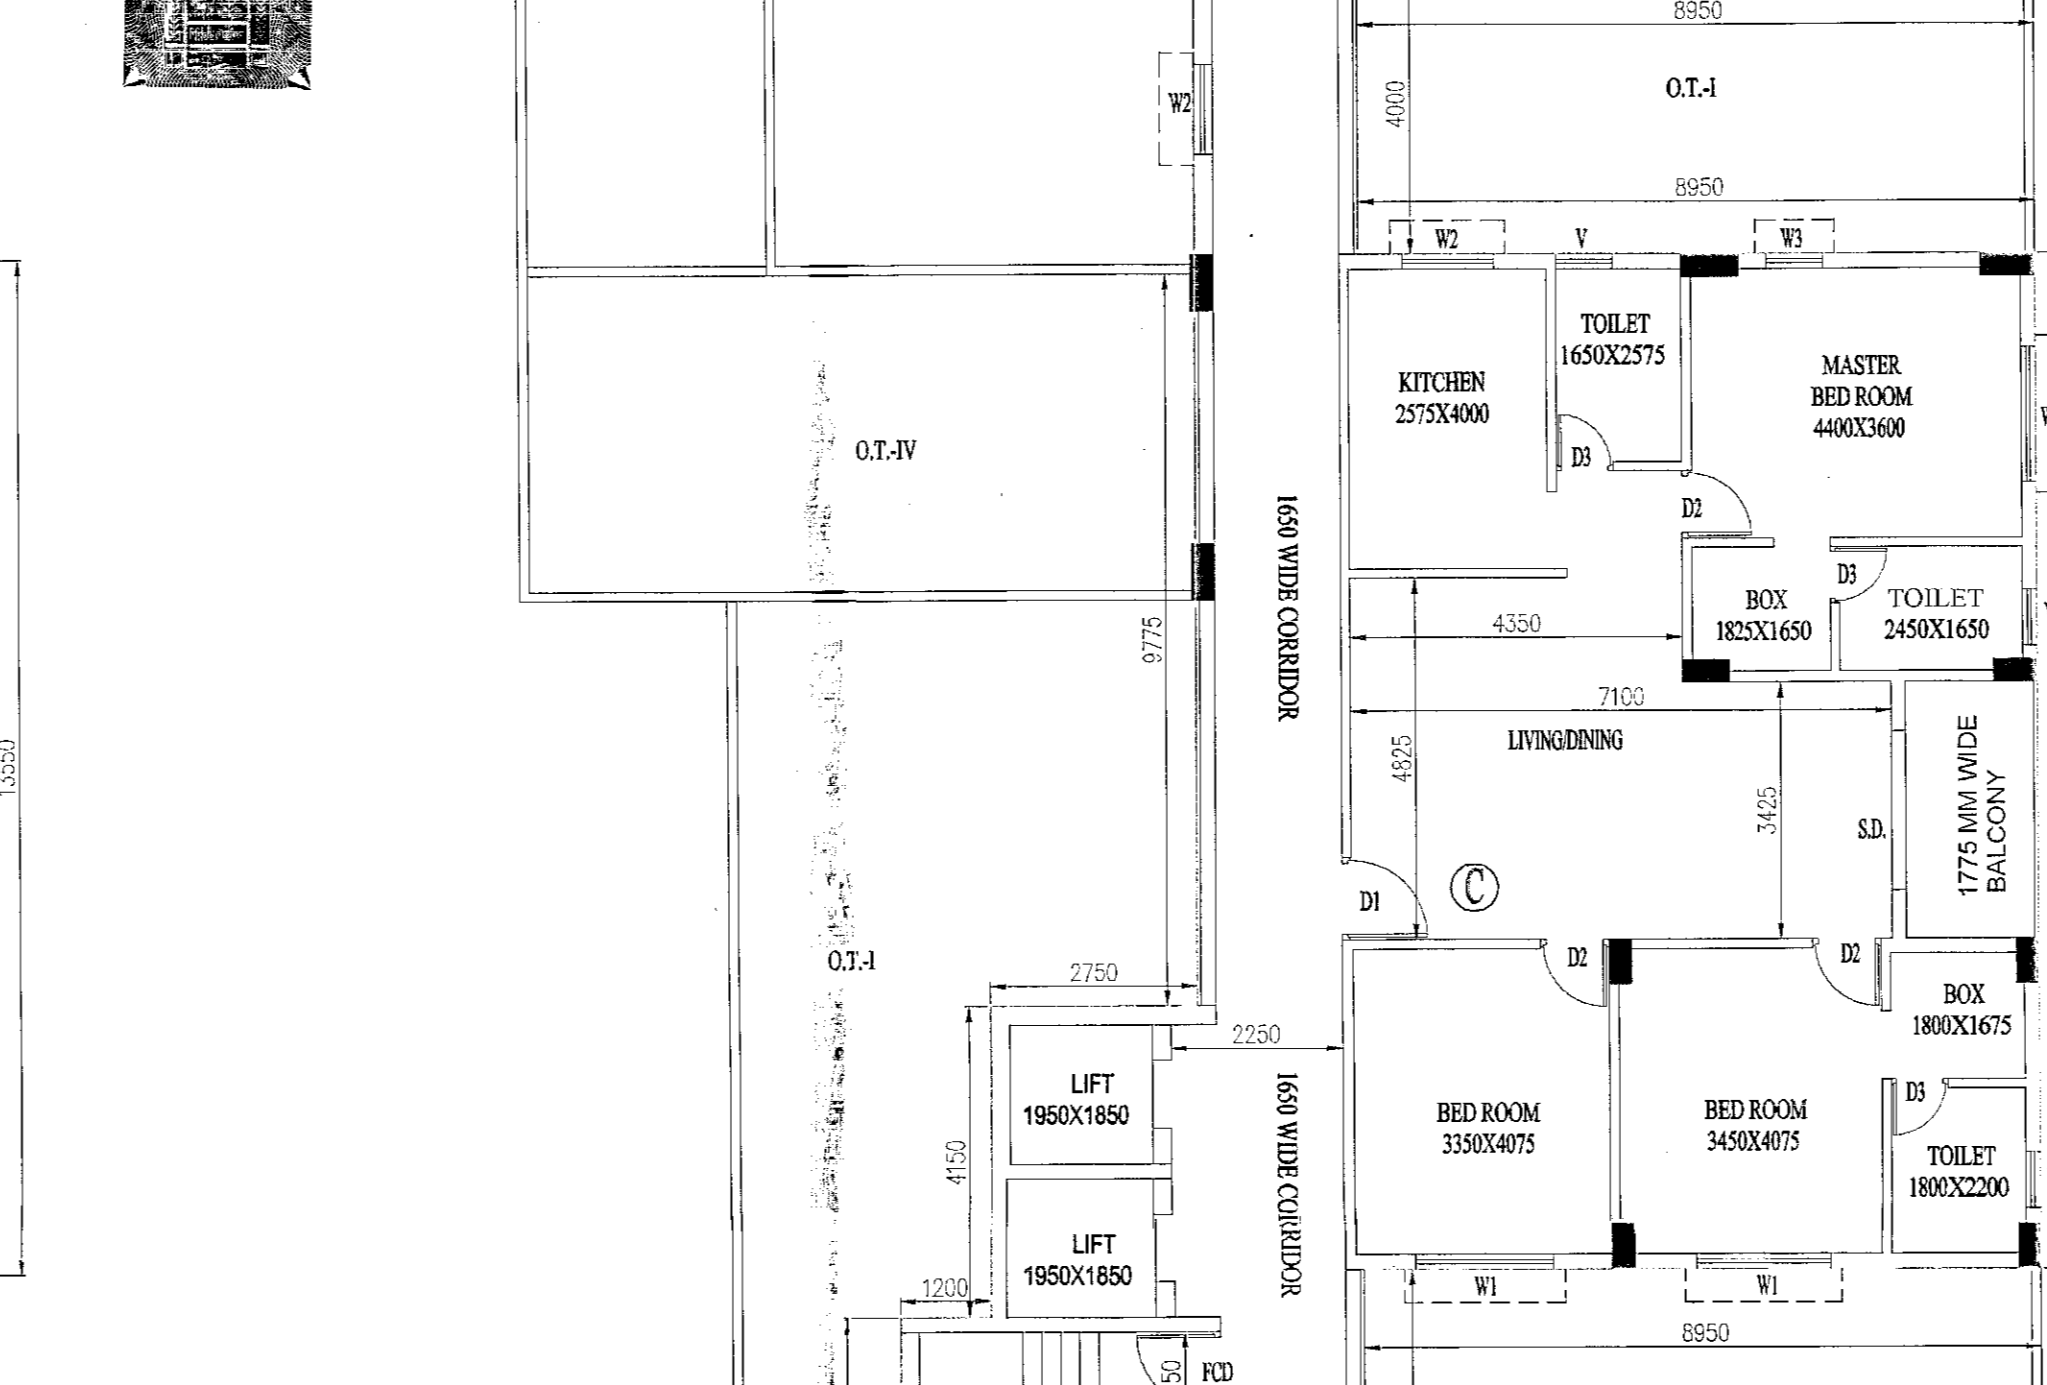 8950
O.T.-I
4000
8950
W2
W2
V
W3
TOILET
1650X2575
KITCHEN
2575X4000
MASTER
BED ROOM
4400X3600
D3
D2
O.T.-IV
1650 WIDE CORRIDOR
D3
BOX
1825X1650
TOILET
2450X1650
4350
9775
7100
LIVING/DINING
4825
3425
S.D.
1775 MM WIDE
BALCONY
13550
C
D1
D2
D2
O.T.-I
2750
BOX
1800X1675
2250
LIFT
1950X1850
1650 WIDE CORRIDOR
BED ROOM
3350X4075
BED ROOM
3450X4075
D3
TOILET
1800X2200
4150
LIFT
1950X1850
1200
W1
W1
8950
FCD